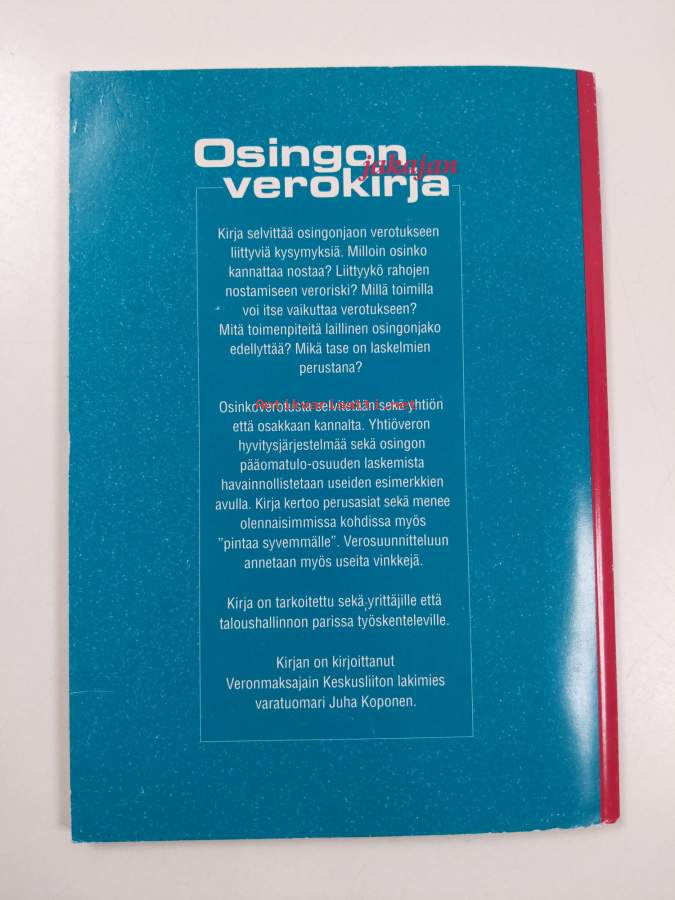 Osingon
jakajan
verokirja
Kirja selvittää osingonjaon verotukseen
liittyviä kysymyksiä. Milloin osinko
kannattaa nostaa? Liittyykö rahojen
nostamiseen veroriski? Millä toimilla
voi itse vaikuttaa verotukseen?
Mitä toimenpiteitä laillinen osingonjako
edellyttää? Mikä tase on laskelmien
perustana?
Osinkoverotusta selvitetään sekä yhtiön
että osakkaan kannalta. Yhtiöveron
hyvitysjärjestelmää sekä osingon
pääomatulo-osuuden laskemista
havainnollistetaan useiden esimerkkien
avulla. Kirja kertoo perusasiat sekä menee
olennaisimmissa kohdissa myös
"pintaa syvemmälle". Verosuunnitteluun
annetaan myös useita vinkkejä.
Kirja on tarkoitettu sekä yrittäjille että
taloushallinnon parissa työskenteleville.
Kirjan on kirjoittanut
Veronmaksajain Keskusliiton lakimies
varatuomari Juha Koponen.